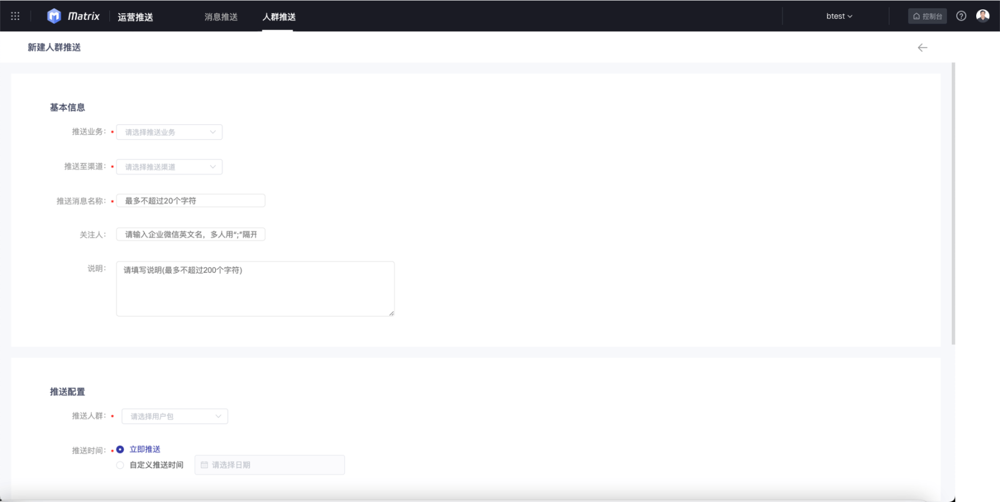 Matrix 运营推送 消息推送 人群推送 btest 控制台
新建人群推送
基本信息
推送业务： 请选择推送业务
推送至渠道： 请选择推送渠道
推送消息名称： 最多不超过20个字符
关注人： 请输入企业微信英文名，多人用“;”隔开
说明： 请填写说明(最多不超过200个字符)
推送配置
推送人群： 请选择用户包
推送时间： 立即推送
自定义推送时间 请选择日期